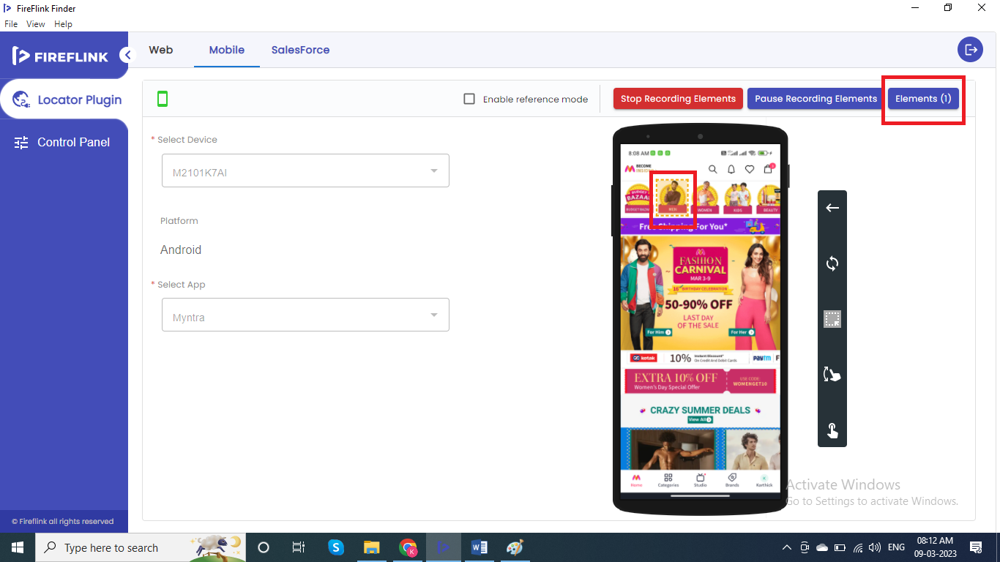 FireFlink Finder
File View Help
FIREFLINK
Web Mobile SalesForce
Locator Plugin
Control Panel
Enable reference mode
Stop Recording Elements
Pause Recording Elements
Elements (1)
* Select Device
M2101K7AI
Platform
Android
* Select App
Myntra
8:08 AM
BECOME
INSIDER
BUDGET
BAZAA
BUDGET BAZA
MEN
WOMEN
KIDS
BEAUTY
Free Shipping For You*
FASHION
CARNIVAL
MAR 3-9
16th BIRTHDAY CELEBRATION
50-90% OFF
LAST DAY
OF THE SALE
For Him
For Her
kotak
10%
Instant Discount*
On Credit And Debit Cards
paytm
F
EXTRA 10% OFF
Women's Day Special Offer
USE CODE:
WOMENGET10
CRAZY SUMMER DEALS
View All
Home
Categories
Studio
Brands
Karthick
Activate Windows
Go to Settings to activate Windows.
© Fireflink all rights reserved
Type here to search
ENG
08:12 AM
09-03-2023